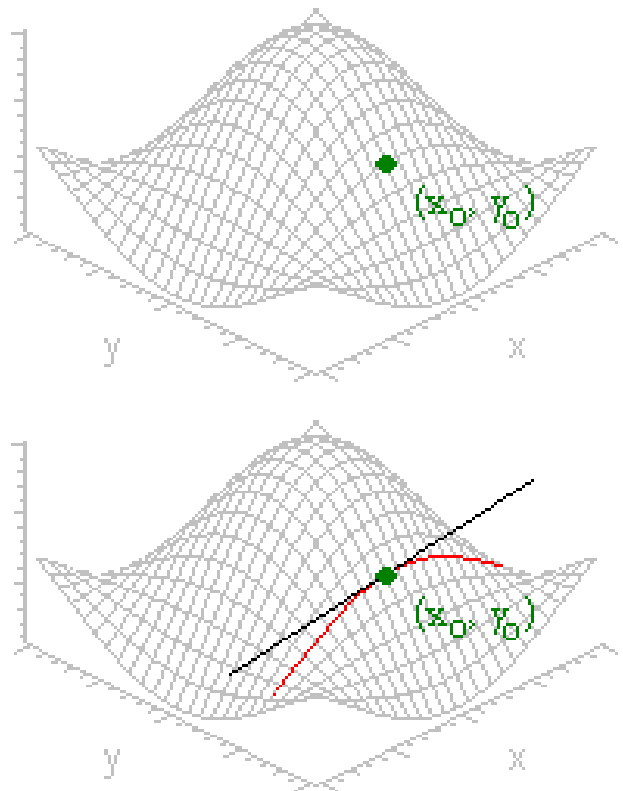 (x₀, y₀)
y
x
(x₀, y₀)
y
x